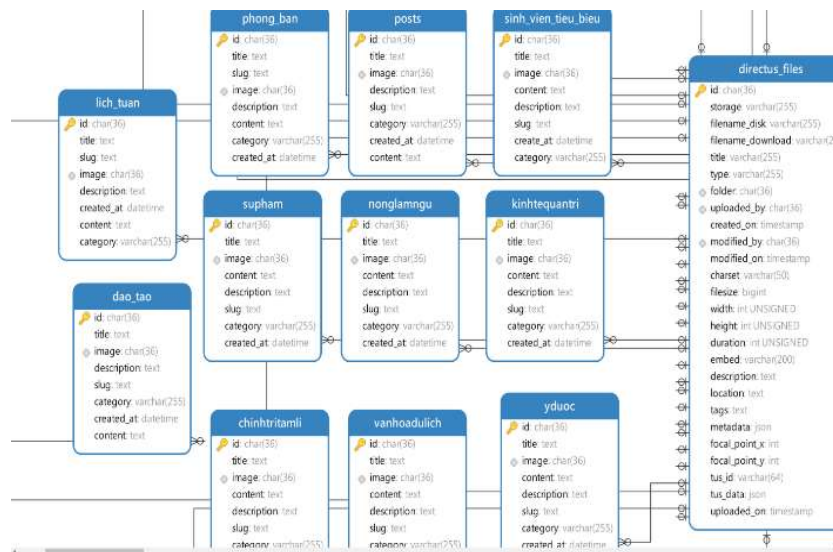 phong_ban
id: char(36)
title: text
slug: text
image: char(36)
description: text
content: text
category: varchar(255)
created_at: datetime
posts
id: char(36)
title: text
image: char(36)
description: text
slug: text
category: varchar(255)
created_at: datetime
content: text
sinh_vien_tieu_bieu
id: char(36)
title: text
image: char(36)
content: text
description: text
slug: text
create_at: datetime
category: varchar(255)
directus_files
id: char(36)
storage: varchar(255)
filename_disk: varchar(255)
filename_download: varchar(2
title: varchar(255)
type: varchar(255)
folder: char(36)
uploaded_by: char(36)
created_on: timestamp
modified_by: char(36)
modified_on: timestamp
charset: varchar(50)
filesize: bigint
width: int UNSIGNED
height: int UNSIGNED
duration: int UNSIGNED
embed: varchar(200)
description: text
location: text
tags: text
metadata: json
focal_point_x: int
focal_point_y: int
tus_id: varchar(64)
tus_data: json
uploaded_on: timestamp
lich_tuan
id: char(36)
title: text
slug: text
image: char(36)
description: text
created_at: datetime
content: text
category: varchar(255)
supham
id: char(36)
title: text
image: char(36)
content: text
description: text
slug: text
category: varchar(255)
created_at: datetime
nonglamngu
id: char(36)
title: text
image: char(36)
content: text
description: text
slug: text
category: varchar(255)
created_at: datetime
kinhtequantri
id: char(36)
title: text
image: char(36)
content: text
description: text
slug: text
category: varchar(255)
created_at: datetime
dao_tao
id: char(36)
title: text
image: char(36)
description: text
slug: text
category: varchar(255)
created_at: datetime
content: text
chinhtritamli
id: char(36)
title: text
image: char(36)
content: text
description: text
slug: text
category: varchar(255)
vanhoadulich
id: char(36)
title: text
image: char(36)
content: text
description: text
slug: text
category: varchar(255)
yduoc
id: char(36)
title: text
image: char(36)
content: text
description: text
slug: text
category: varchar(255)
created_at: datetime